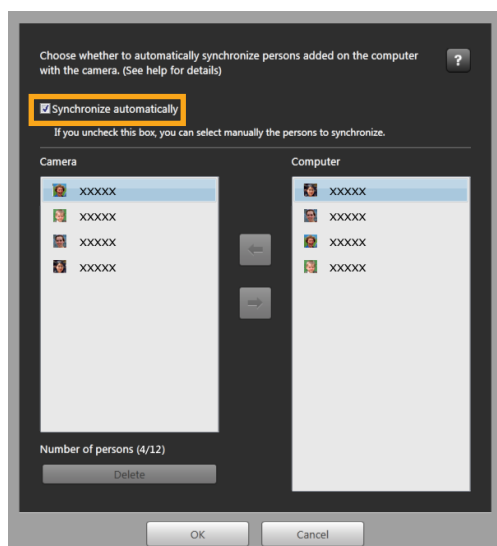 Choose whether to automatically synchronize persons added on the computer
with the camera. (See help for details)
?
Synchronize automatically
If you uncheck this box, you can select manually the persons to synchronize.
Camera
Computer
XXXXX
XXXXX
XXXXX
XXXXX
XXXXX
XXXXX
XXXXX
XXXXX
Number of persons (4/12)
Delete
OK
Cancel